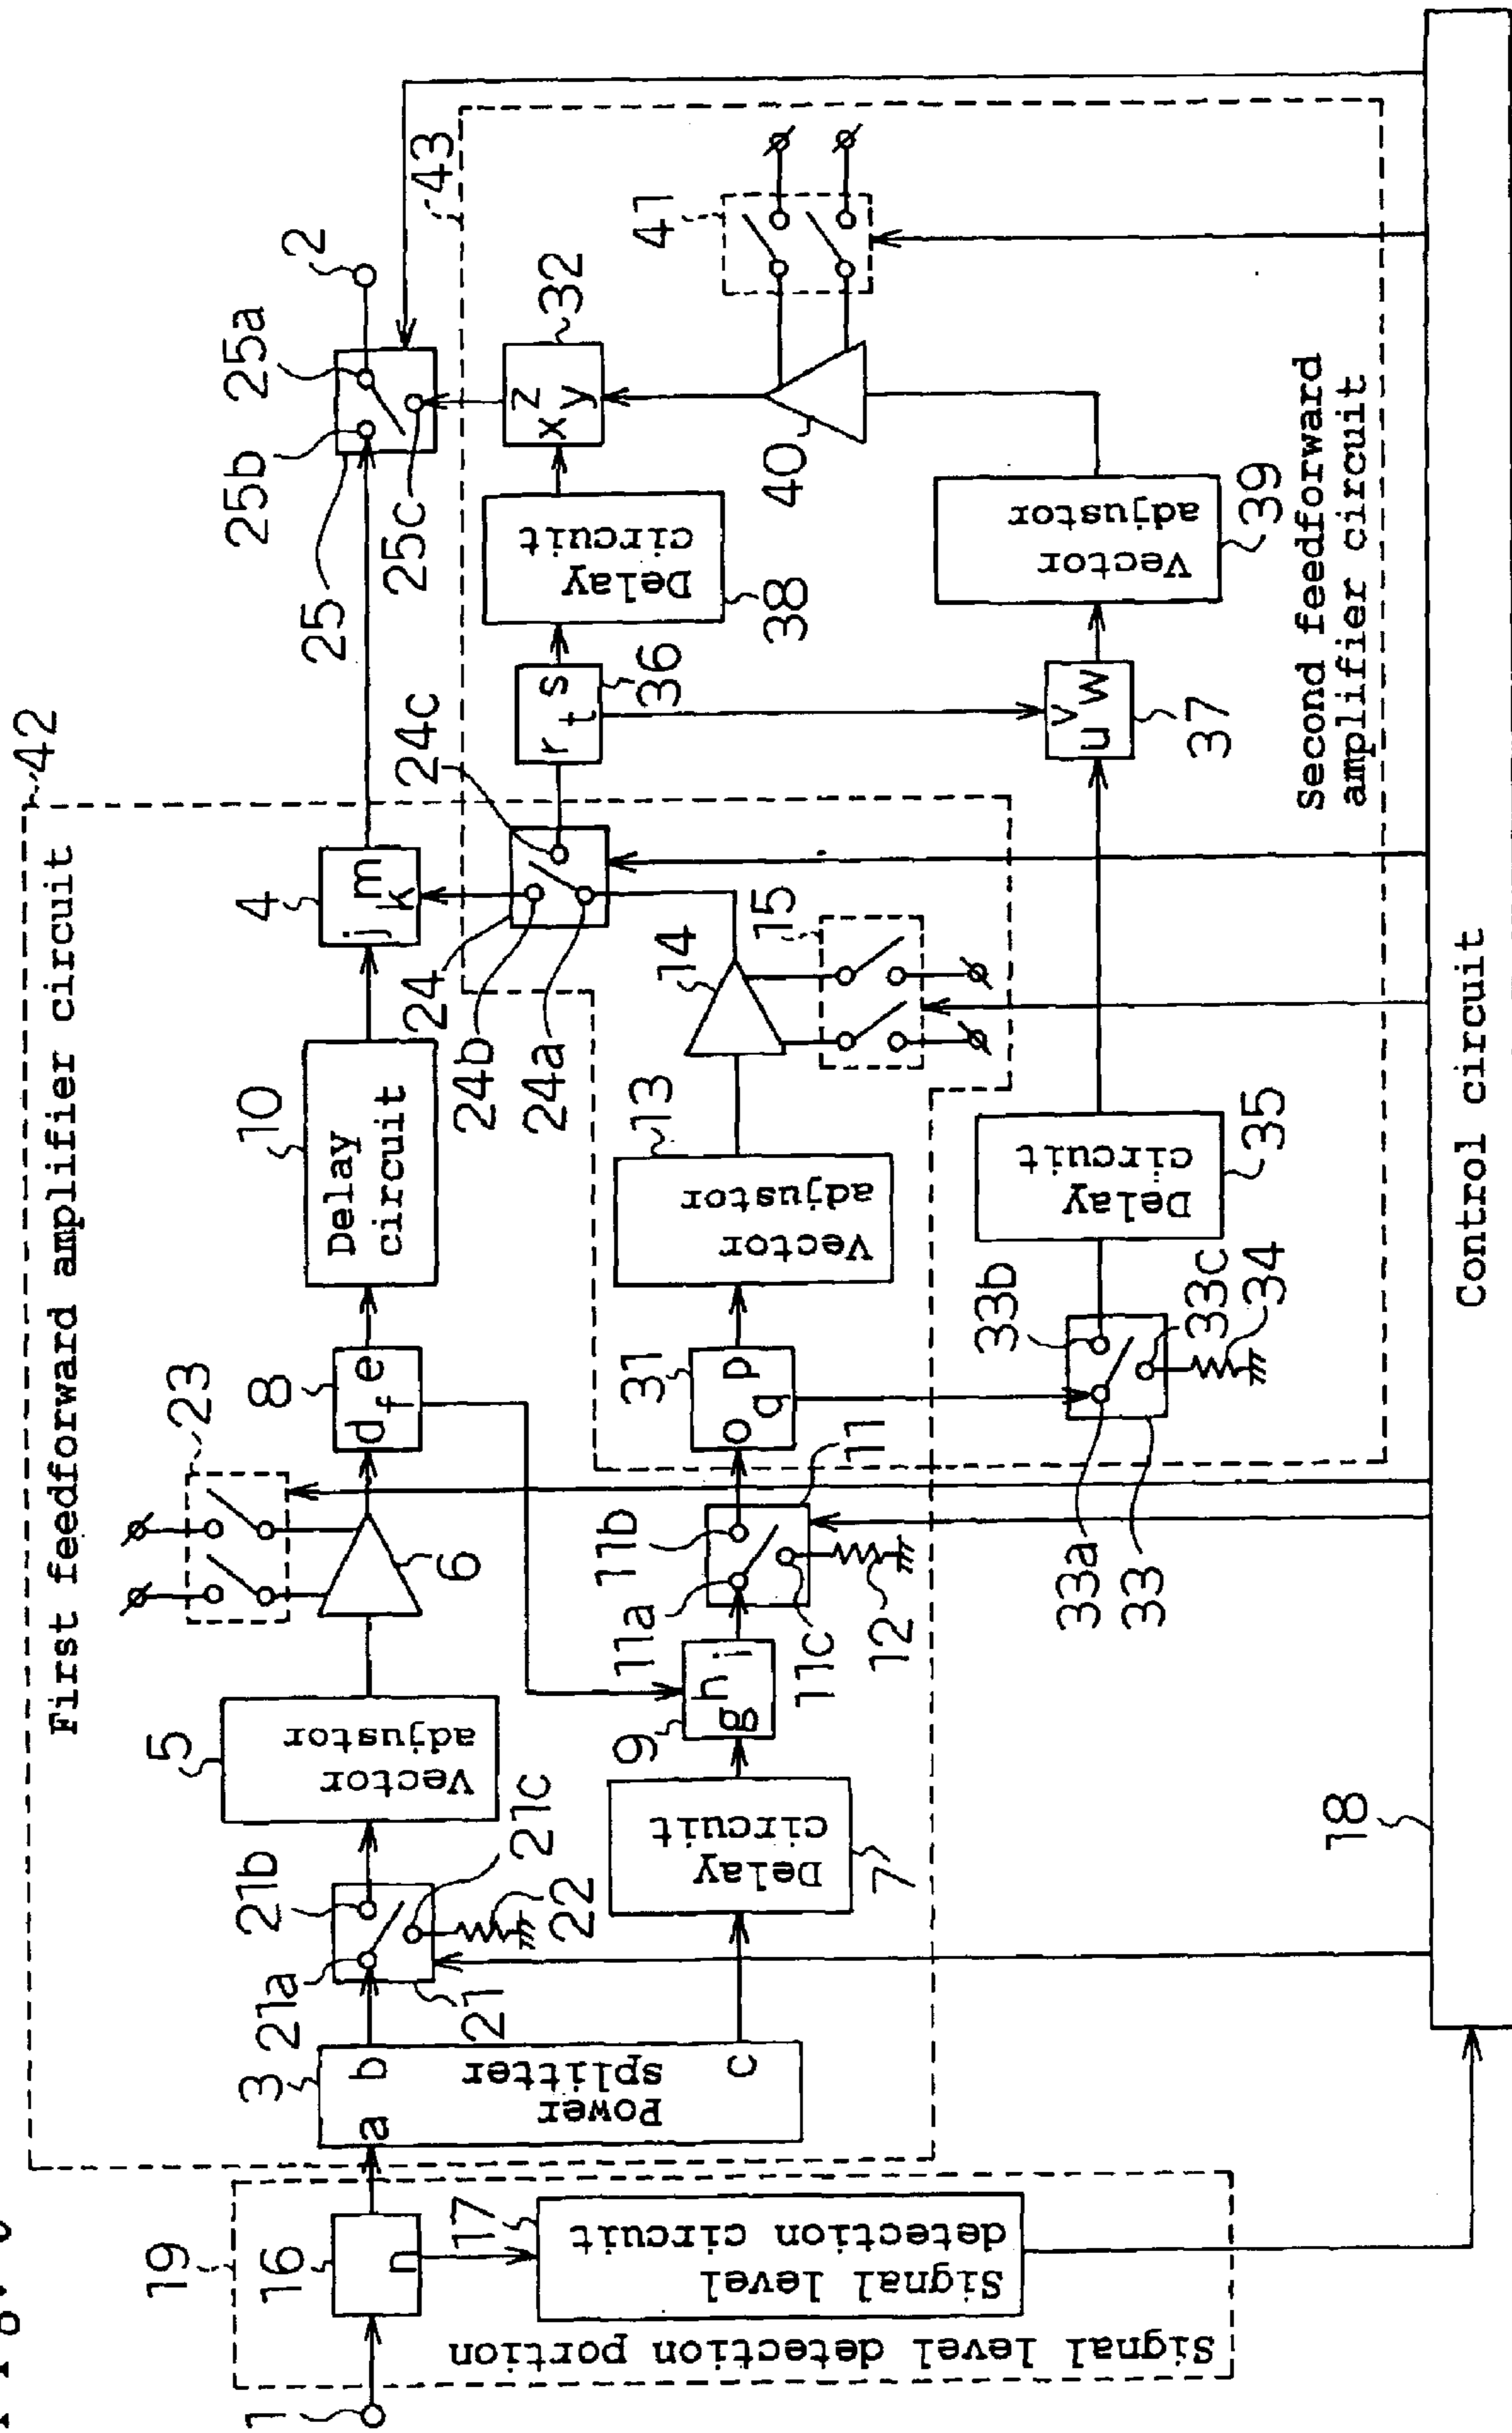 First feedforward amplifier circuit
42
19
1
16
n
17
Signal level
detection circuit
Signal level detection portion
3
a
b
c
Power
splitter
21a
21b
21
21c
22
5
Vector
adjustor
7
Delay
circuit
6
23
8
d
e
f
9
g
h
i
11a
11b
11c
11
12
10
Delay
circuit
31
o
p
q
13
Vector
adjustor
14
15
33a
33b
33c
33
34
35
Delay
circuit
4
j
m
k
24
24b
24a
24c
25
25b
25a
25c
2
43
36
r
s
t
38
Delay
circuit
32
x
z
y
37
u
v
w
39
Vector
adjustor
40
41
Second feedforward
amplifier circuit
18
Control circuit